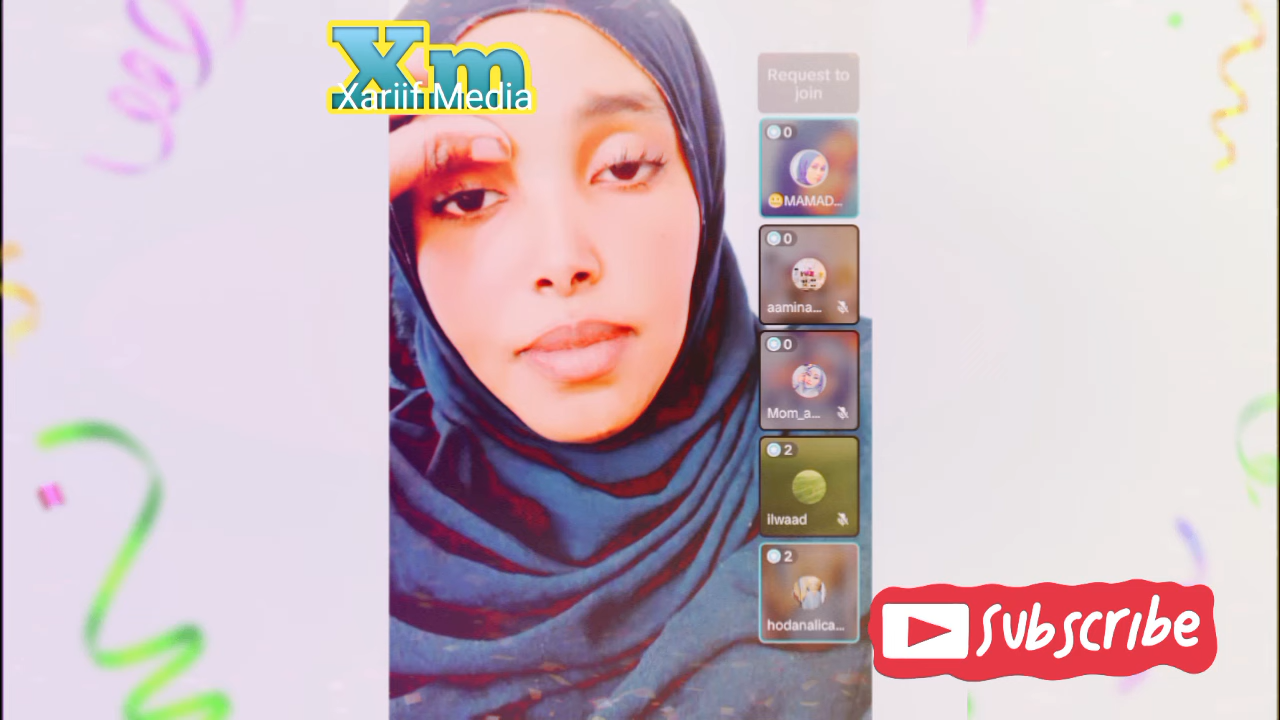 Xm
Xariif Media
Request to
join
0
MAMAD...
0
aamina...
0
Mom_a...
2
ilwaad
2
hodanalica...
Subscribe